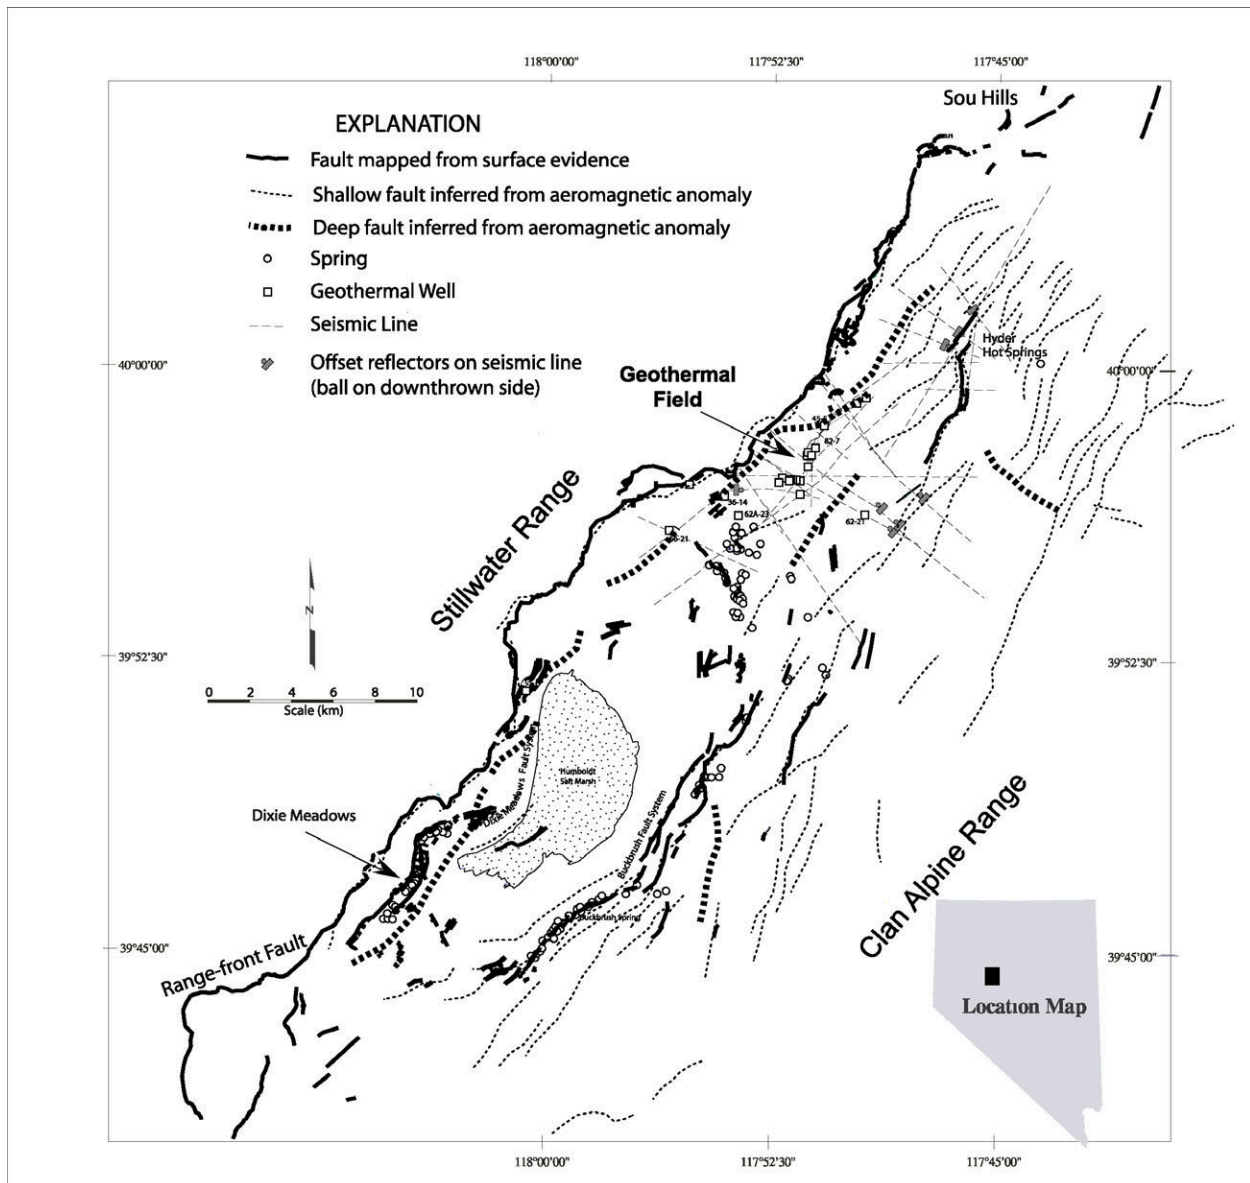 118°00'00"
117°52'30"
117°45'00"
Sou Hills
EXPLANATION
Fault mapped from surface evidence
Shallow fault inferred from aeromagnetic anomaly
Deep fault inferred from aeromagnetic anomaly
Spring
Geothermal Well
Seismic Line
Offset reflectors on seismic line
(ball on downthrown side)
Hyder
Hot Springs
40°00'00"
40°00'00"
Geothermal
Field
82-7
36-14
62A-23
62-21
Stillwater Range
N
39°52'30"
39°52'30"
0 2 4 6 8 10
Scale (km)
Humboldt
Salt Marsh
Dixie Meadows Fault System
Buckbrush Fault System
Dixie Meadows
Buckbrush Spring
Clan Alpine Range
Range-front Fault
39°45'00"
39°45'00"
Location Map
118°00'00"
117°52'30"
117°45'00"